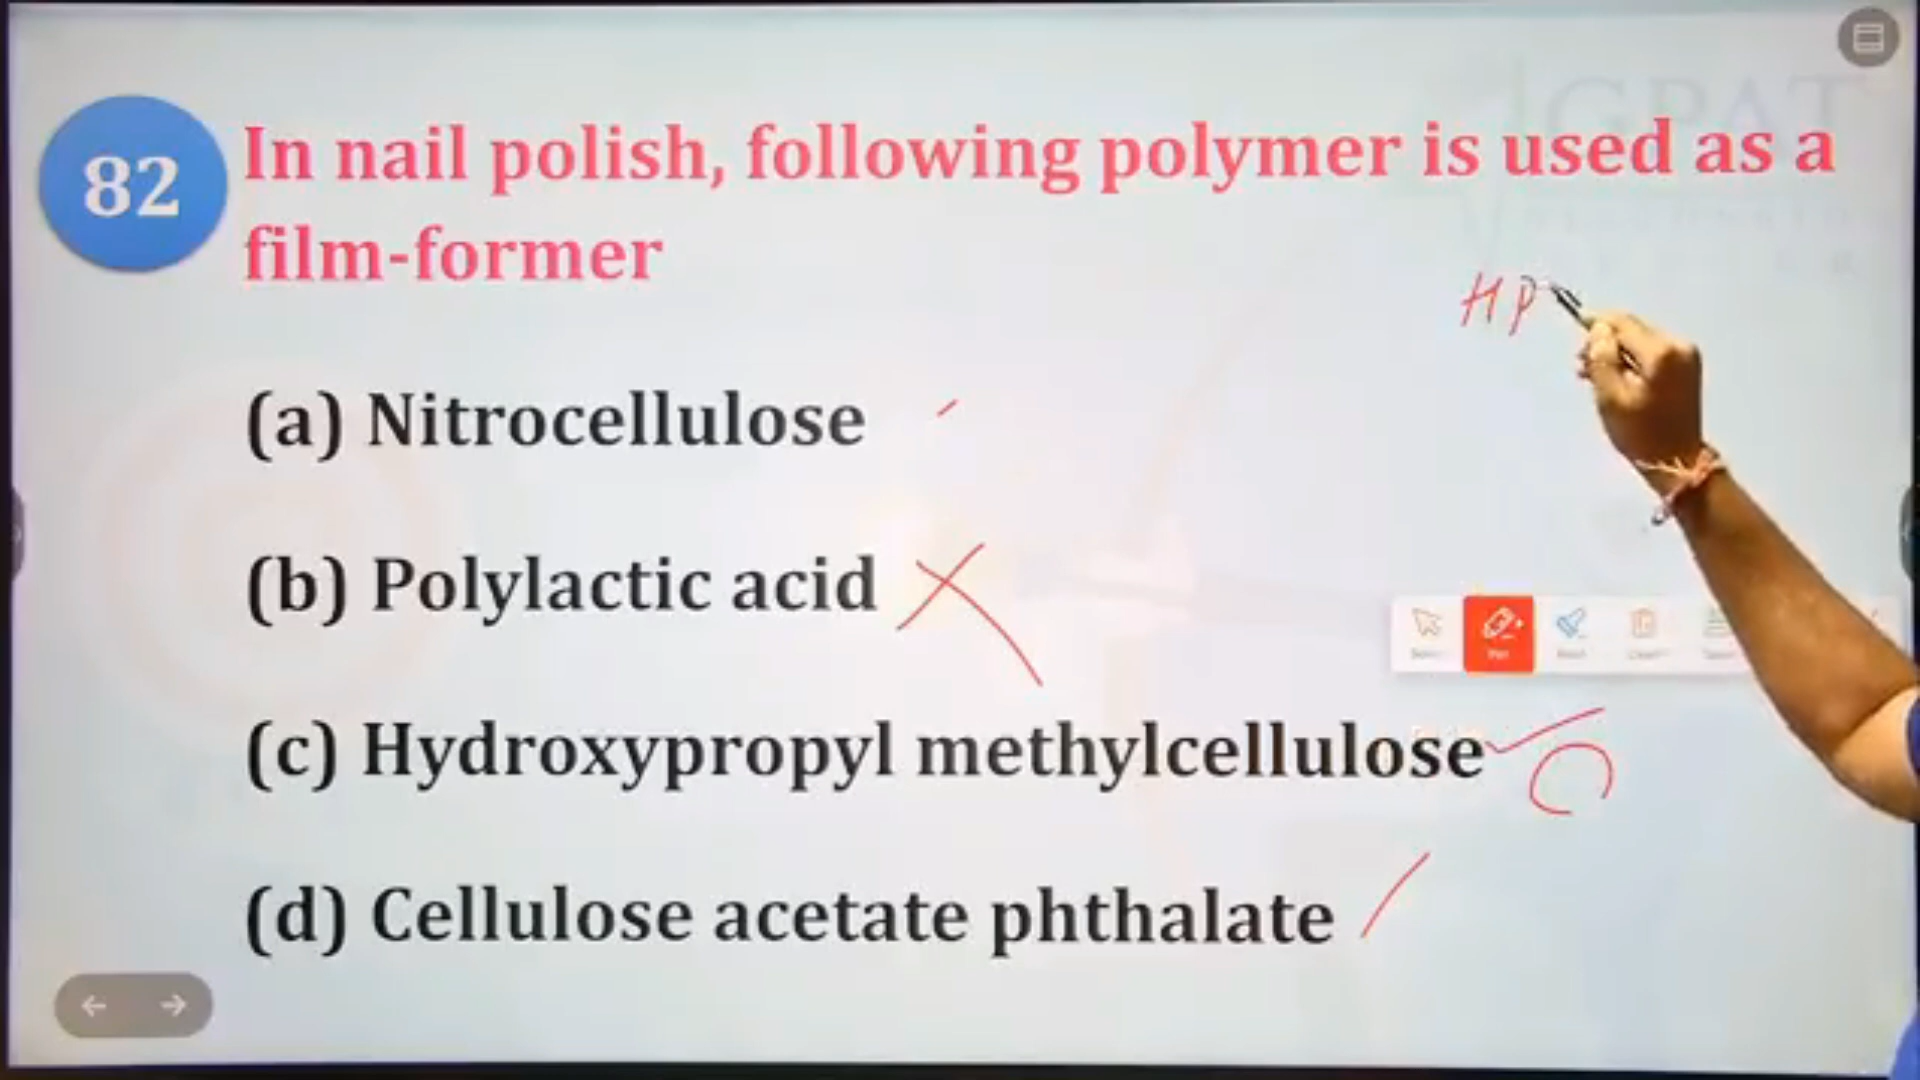 GPAT
82
In nail polish, following polymer is used as a
film-former
HP
(a) Nitrocellulose
(b) Polylactic acid
(c) Hydroxypropyl methylcellulose
(d) Cellulose acetate phthalate